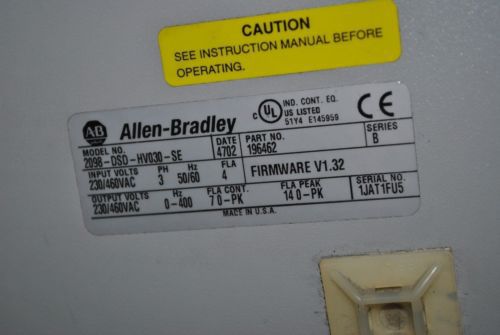 CAUTION
SEE INSTRUCTION MANUAL BEFORE
OPERATING.
AB Allen-Bradley
C UL US IND. CONT. EQ.
LISTED
51Y4 E145959
CE
MODEL NO.
2098-DSD-HV030-SE
DATE
4702
PART NO.
196462
SERIES
B
INPUT VOLTS
230/460VAC
PH
3
Hz
50/60
FLA
4
FIRMWARE V1.32
OUTPUT VOLTS
230/460VAC
Hz
0-400
FLA CONT.
7 0-PK
FLA PEAK
14 0-PK
SERIAL NO.
1JAT1FU5
MADE IN U.S.A.